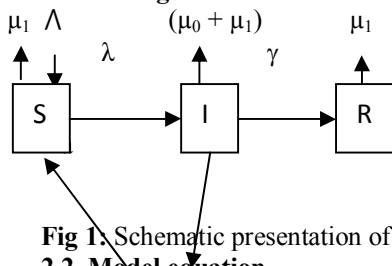 μ₁ Λ (μ₀ + μ₁) μ₁
λ γ
S I R
Fig 1: Schematic presentation of
2.2 Model equation